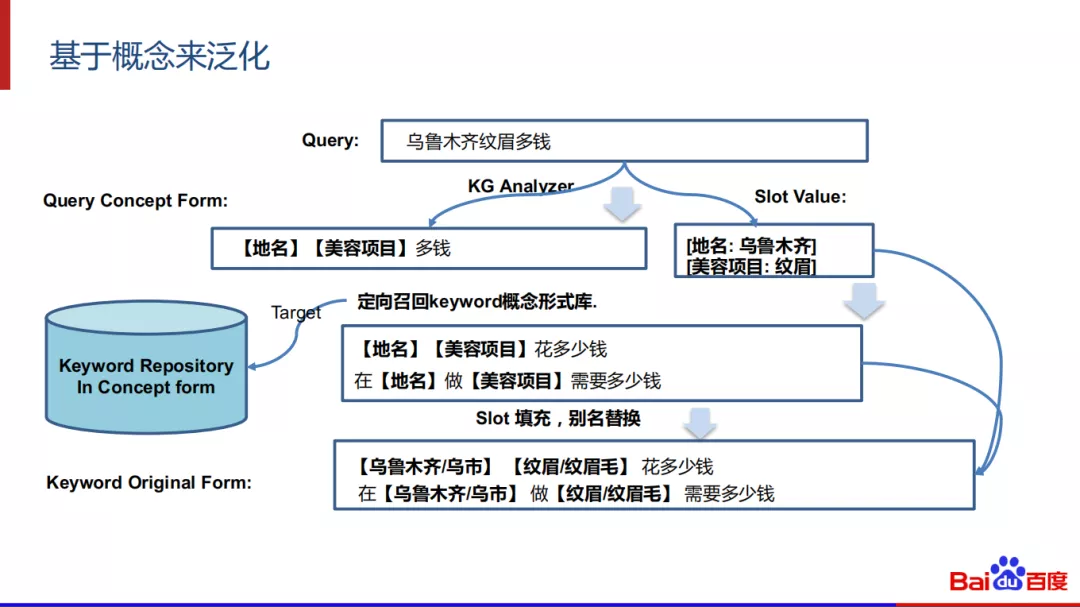 基于概念来泛化
Query:
乌鲁木齐纹眉多钱
KG Analyzer
Query Concept Form:
Slot Value:
【地名】【美容项目】多钱
[地名: 乌鲁木齐]
[美容项目: 纹眉]
Target
定向召回keyword概念形式库.
【地名】【美容项目】花多少钱
在【地名】做【美容项目】需要多少钱
Keyword Repository
In Concept form
Slot 填充，别名替换
Keyword Original Form:
【乌鲁木齐/乌市】 【纹眉/纹眉毛】 花多少钱
在【乌鲁木齐/乌市】 做【纹眉/纹眉毛】 需要多少钱
Bai du 百度